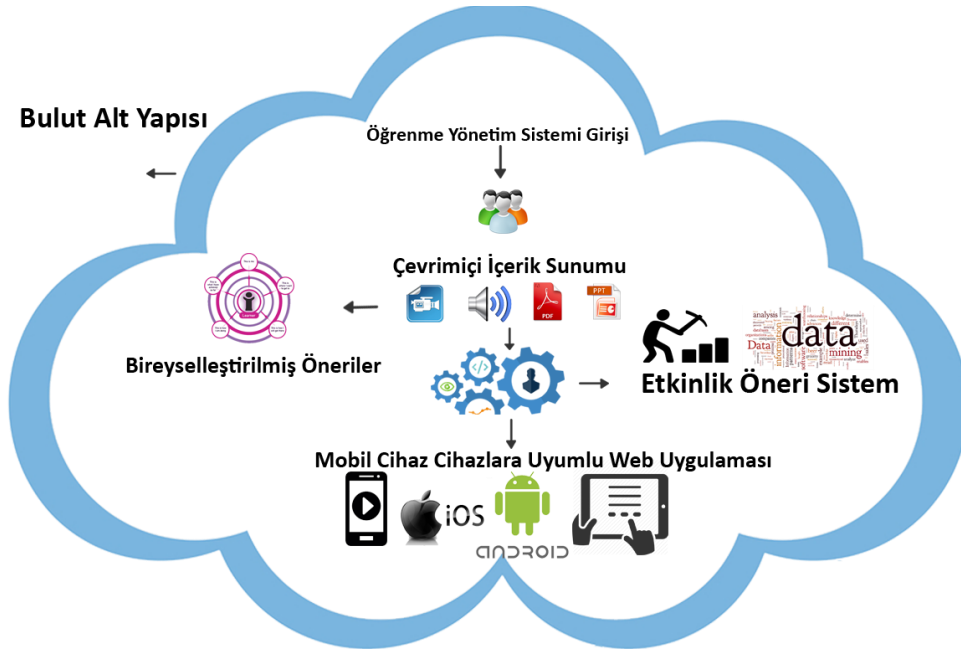 Bulut Alt Yapısı
Öğrenme Yönetim Sistemi Girişi
Çevrimiçi İçerik Sunumu
PDF
PPT
Bireyselleştirilmiş Öneriler
analysis
data
Data
information
mining
Etkinlik Öneri Sistem
Mobil Cihaz Cihazlara Uyumlu Web Uygulaması
iOS
ANDROID